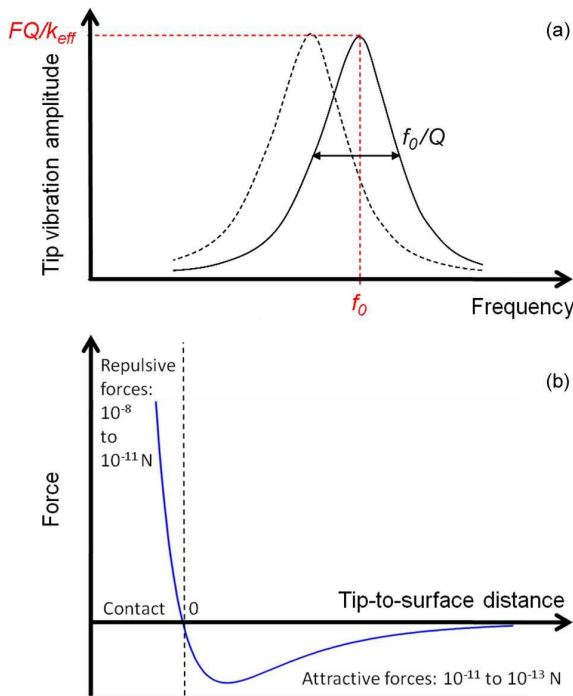 (a)
FQ/k_eff
Tip vibration amplitude
f₀/Q
f₀
Frequency
(b)
Repulsive
forces:
10⁻⁸
to
10⁻¹¹ N
Force
Contact
0
Tip-to-surface distance
Attractive forces: 10⁻¹¹ to 10⁻¹³ N